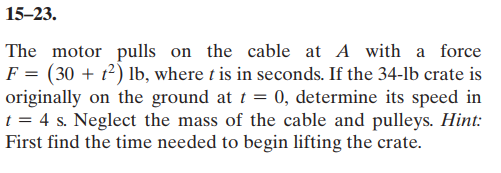 15–23.
The motor pulls on the cable at A with a force
F = (30 + t²) lb, where t is in seconds. If the 34-lb crate is
originally on the ground at t = 0, determine its speed in
t = 4 s. Neglect the mass of the cable and pulleys. Hint:
First find the time needed to begin lifting the crate.